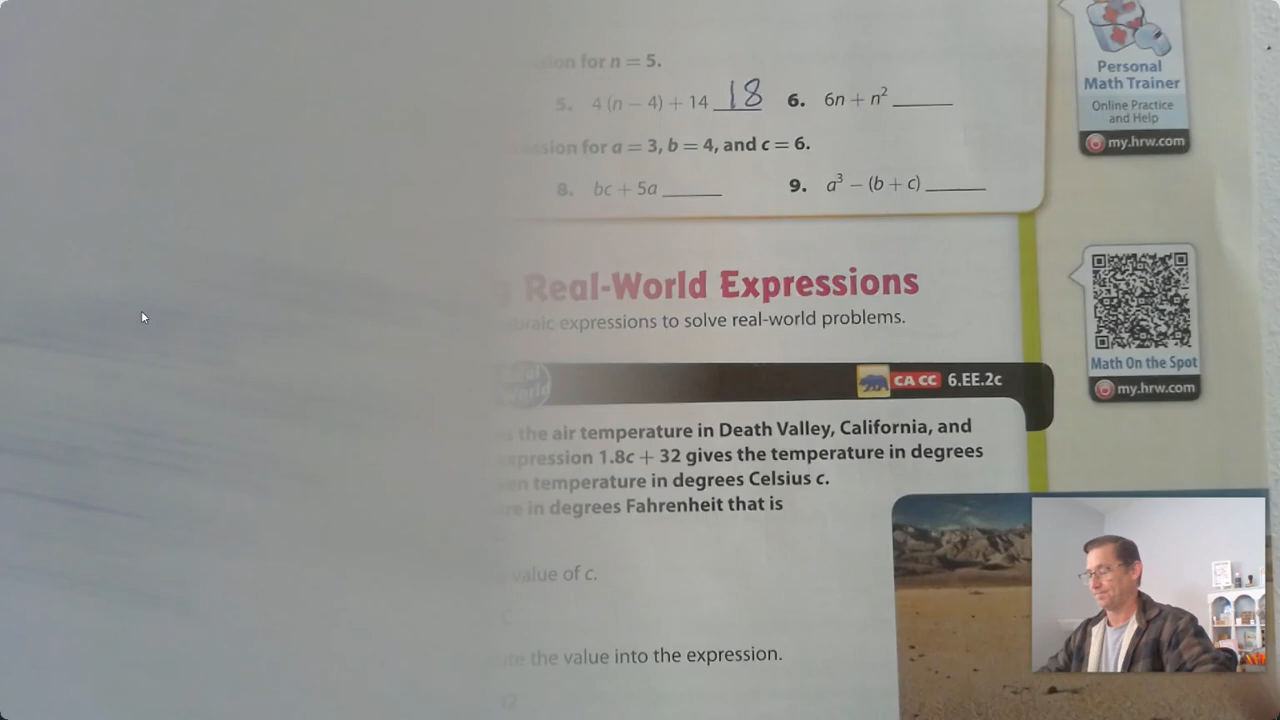 sion for n = 5.
5. 4 (n − 4) + 14 18 6. 6n + n² ______
ssion for a = 3, b = 4, and c = 6.
8. bc + 5a ______ 9. a³ − (b + c) ______
Personal
Math Trainer
Online Practice
and Help
my.hrw.com
Real-World Expressions
braic expressions to solve real-world problems.
Math On the Spot
my.hrw.com
Real
World
CA CC 6.EE.2c
the air temperature in Death Valley, California, and
pression 1.8c + 32 gives the temperature in degrees
en temperature in degrees Celsius c.
re in degrees Fahrenheit that is
value of c.
the value into the expression.